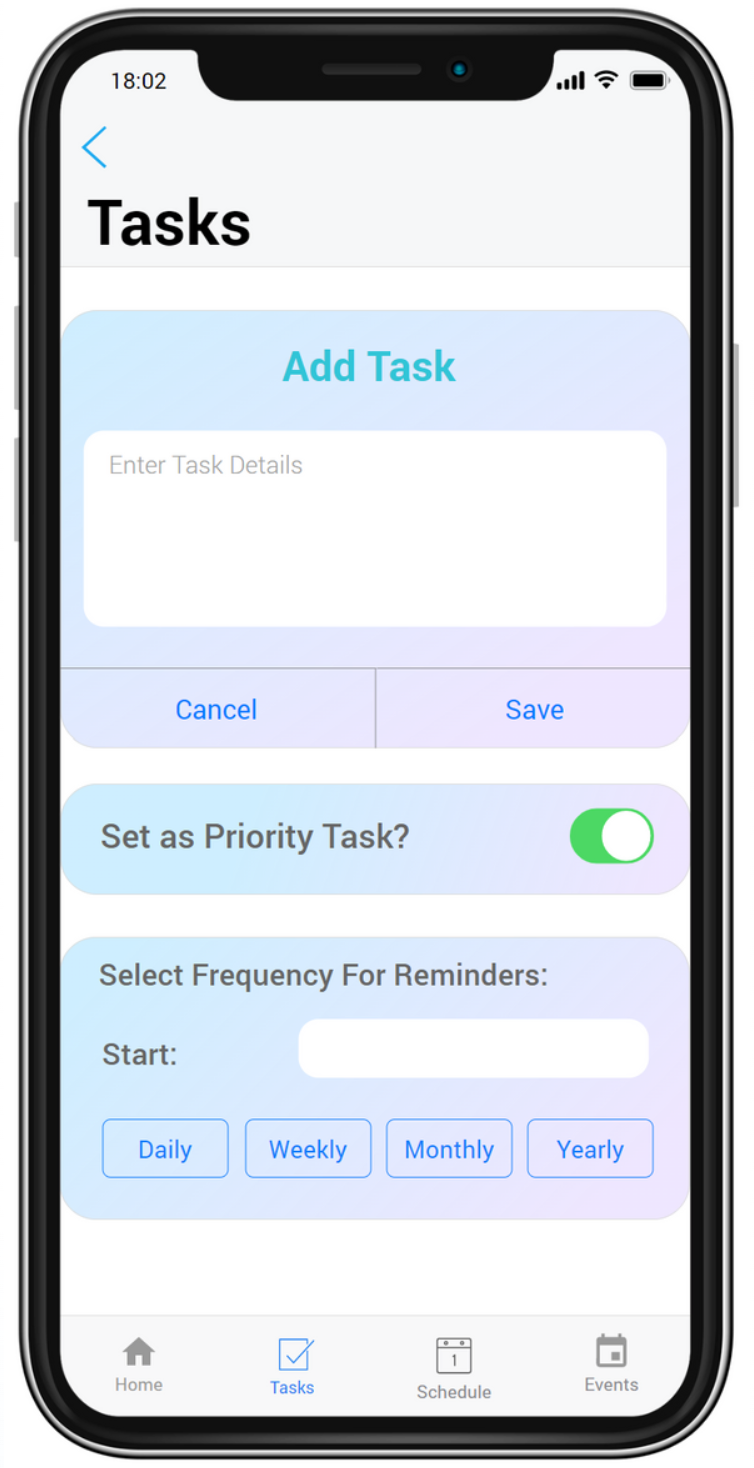 18:02
Tasks
Add Task
Enter Task Details
Cancel Save
Set as Priority Task?
Select Frequency For Reminders:
Start:
Daily Weekly Monthly Yearly
1
Home Tasks Schedule Events